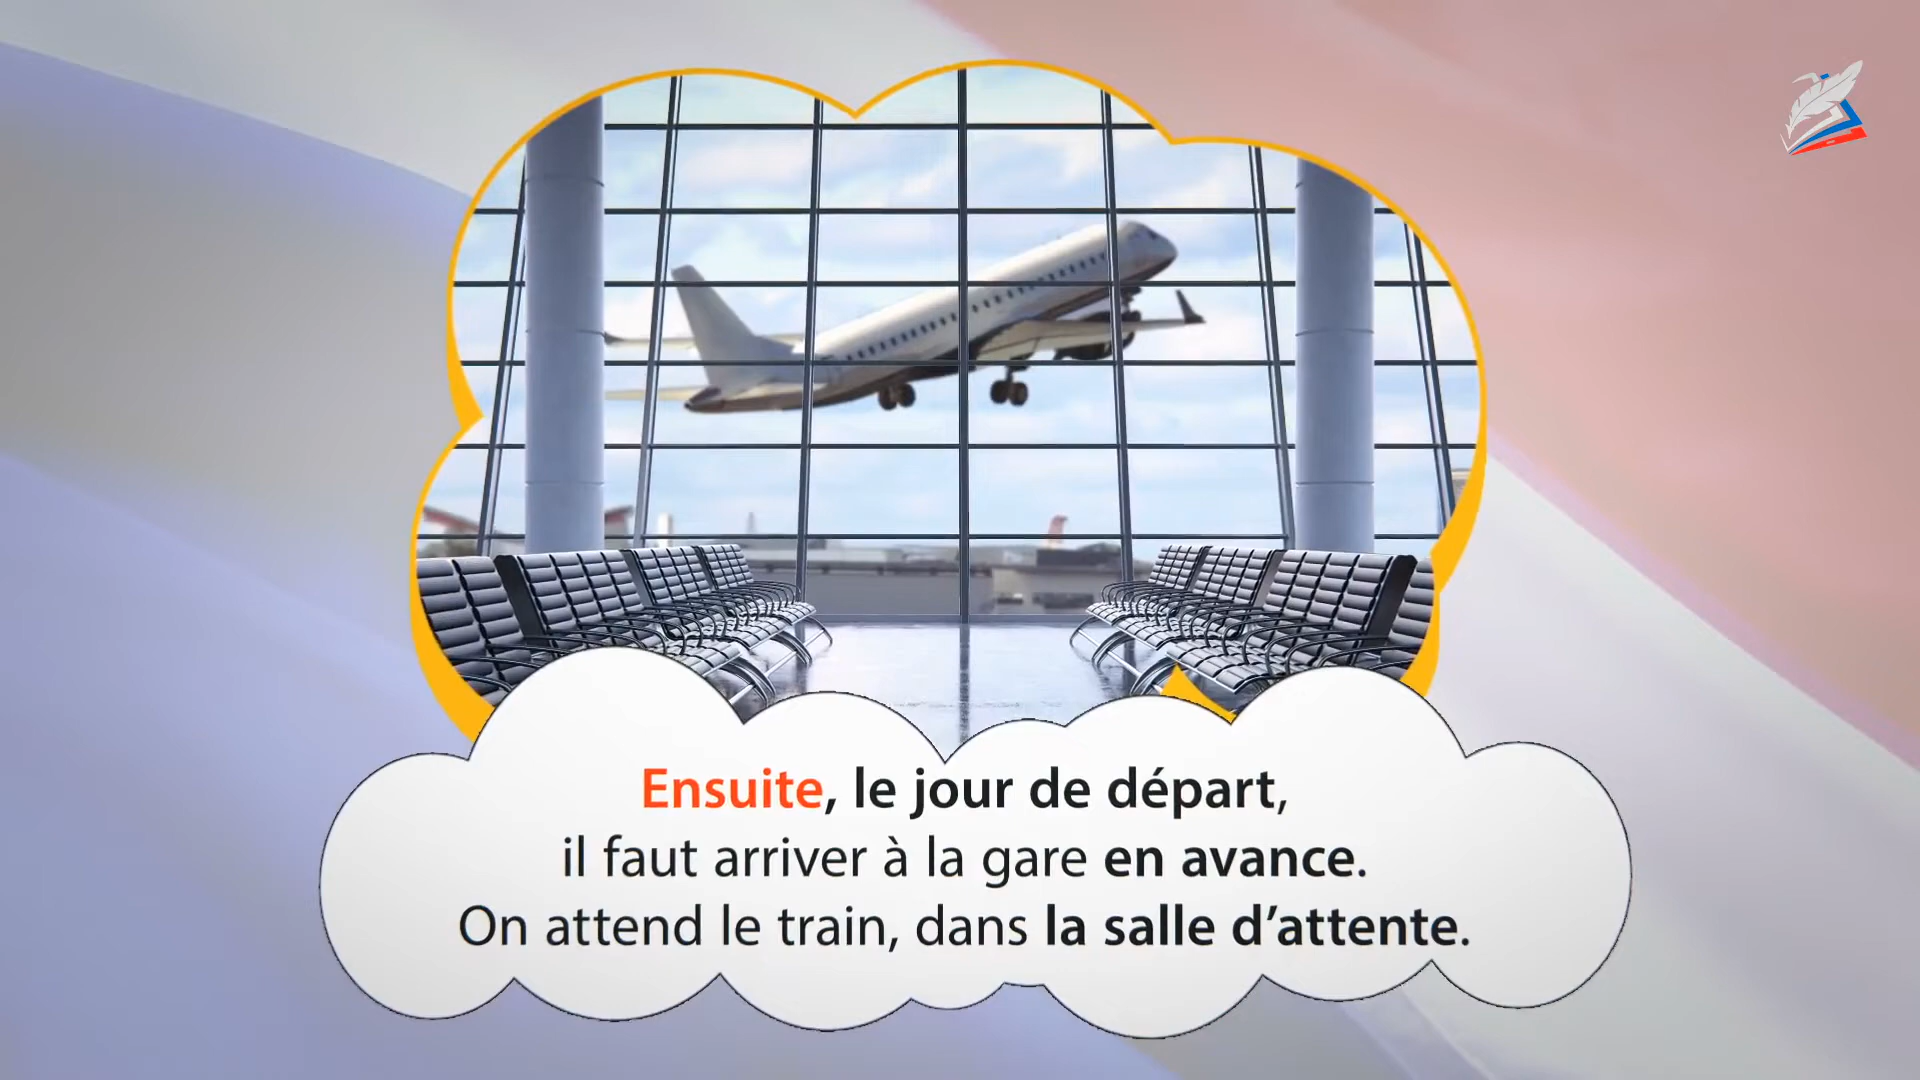 Ensuite, le jour de départ,
il faut arriver à la gare en avance.
On attend le train, dans la salle d’attente.